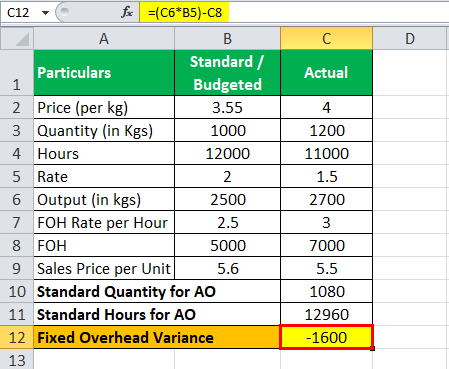 C12 fx =(C6*B5)-C8
A B C D
1 Particulars Standard / Budgeted Actual
2 Price (per kg) 3.55 4
3 Quantity (in Kgs) 1000 1200
4 Hours 12000 11000
5 Rate 2 1.5
6 Output (in kgs) 2500 2700
7 FOH Rate per Hour 2.5 3
8 FOH 5000 7000
9 Sales Price per Unit 5.6 5.5
10 Standard Quantity for AO 1080
11 Standard Hours for AO 12960
12 Fixed Overhead Variance -1600
13